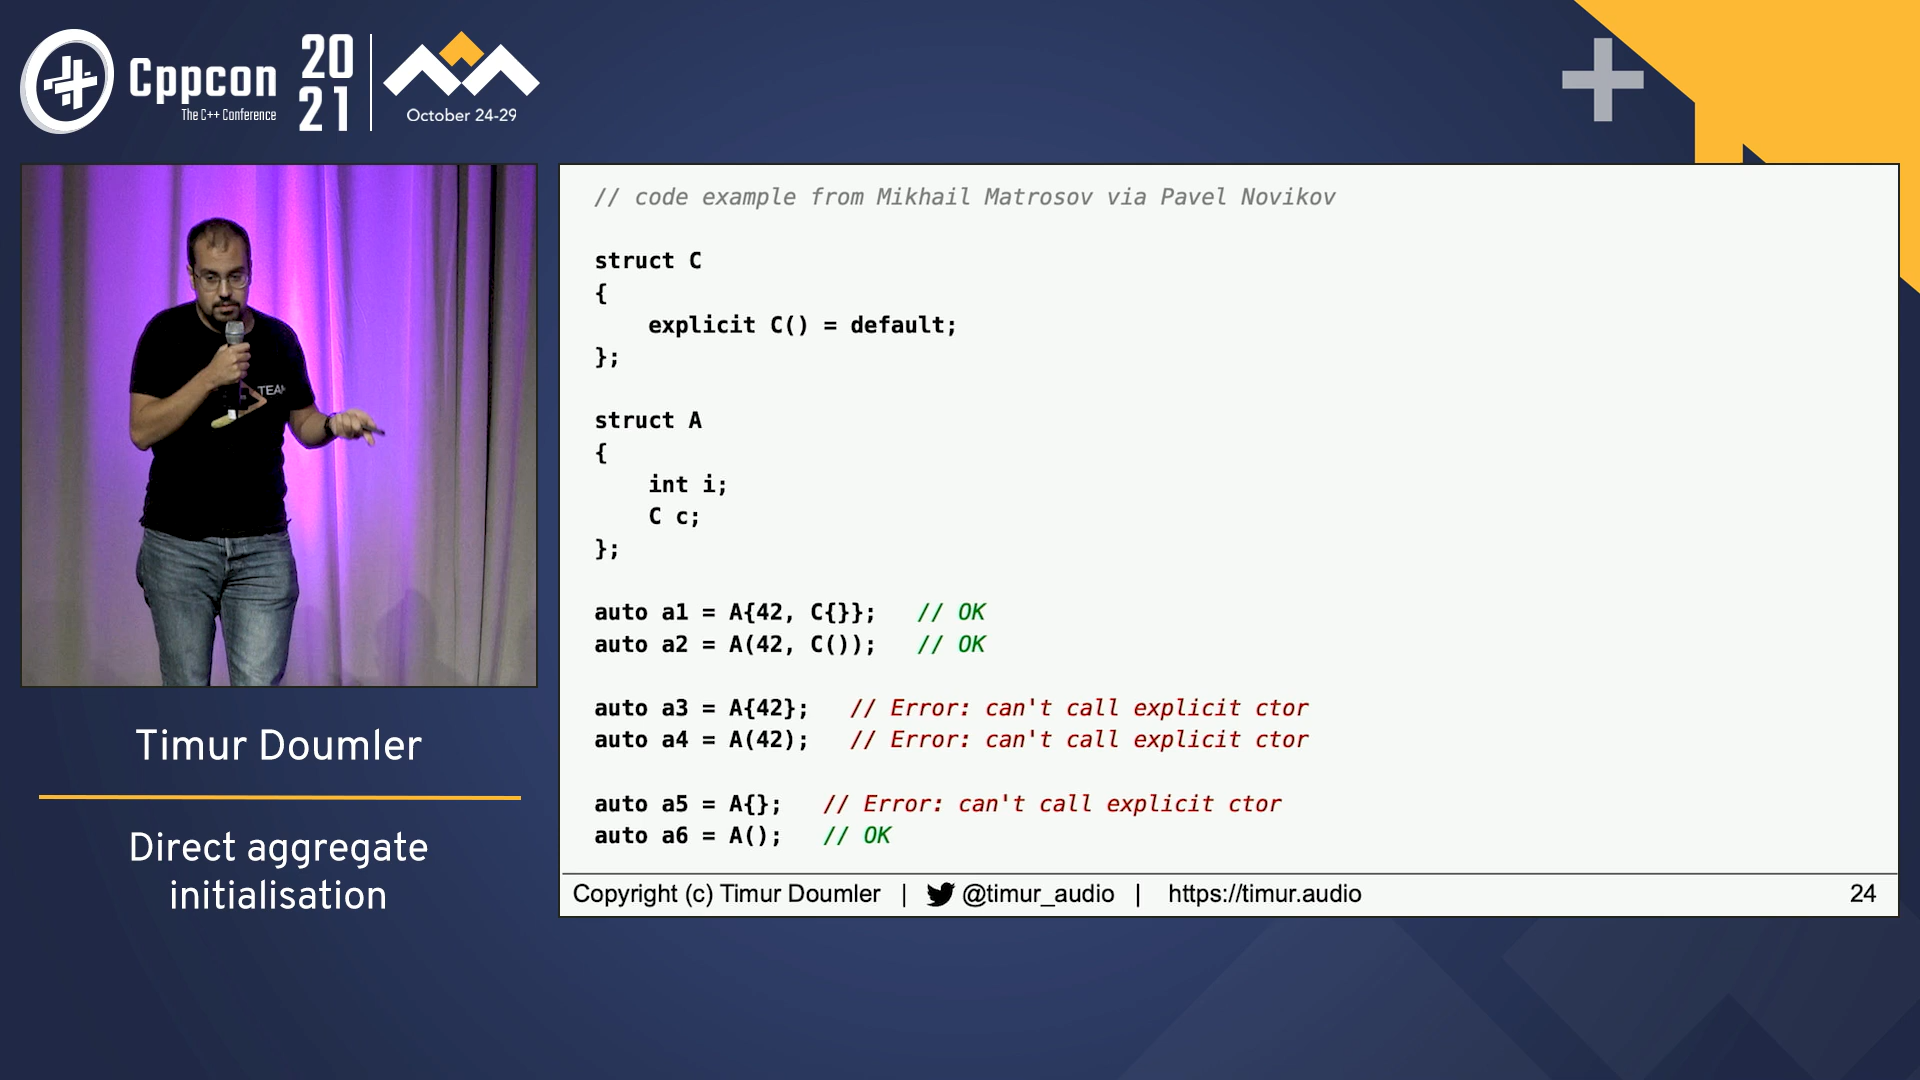 Cppcon
The C++ Conference
20
21
October 24-29
TEAM
Timur Doumler
Direct aggregate
initialisation
// code example from Mikhail Matrosov via Pavel Novikov
struct C
{
    explicit C() = default;
};
struct A
{
    int i;
    C c;
};
auto a1 = A{42, C{}};   // OK
auto a2 = A(42, C());   // OK
auto a3 = A{42};   // Error: can't call explicit ctor
auto a4 = A(42);   // Error: can't call explicit ctor
auto a5 = A{};   // Error: can't call explicit ctor
auto a6 = A();   // OK
Copyright (c) Timur Doumler | @timur_audio | https://timur.audio
24